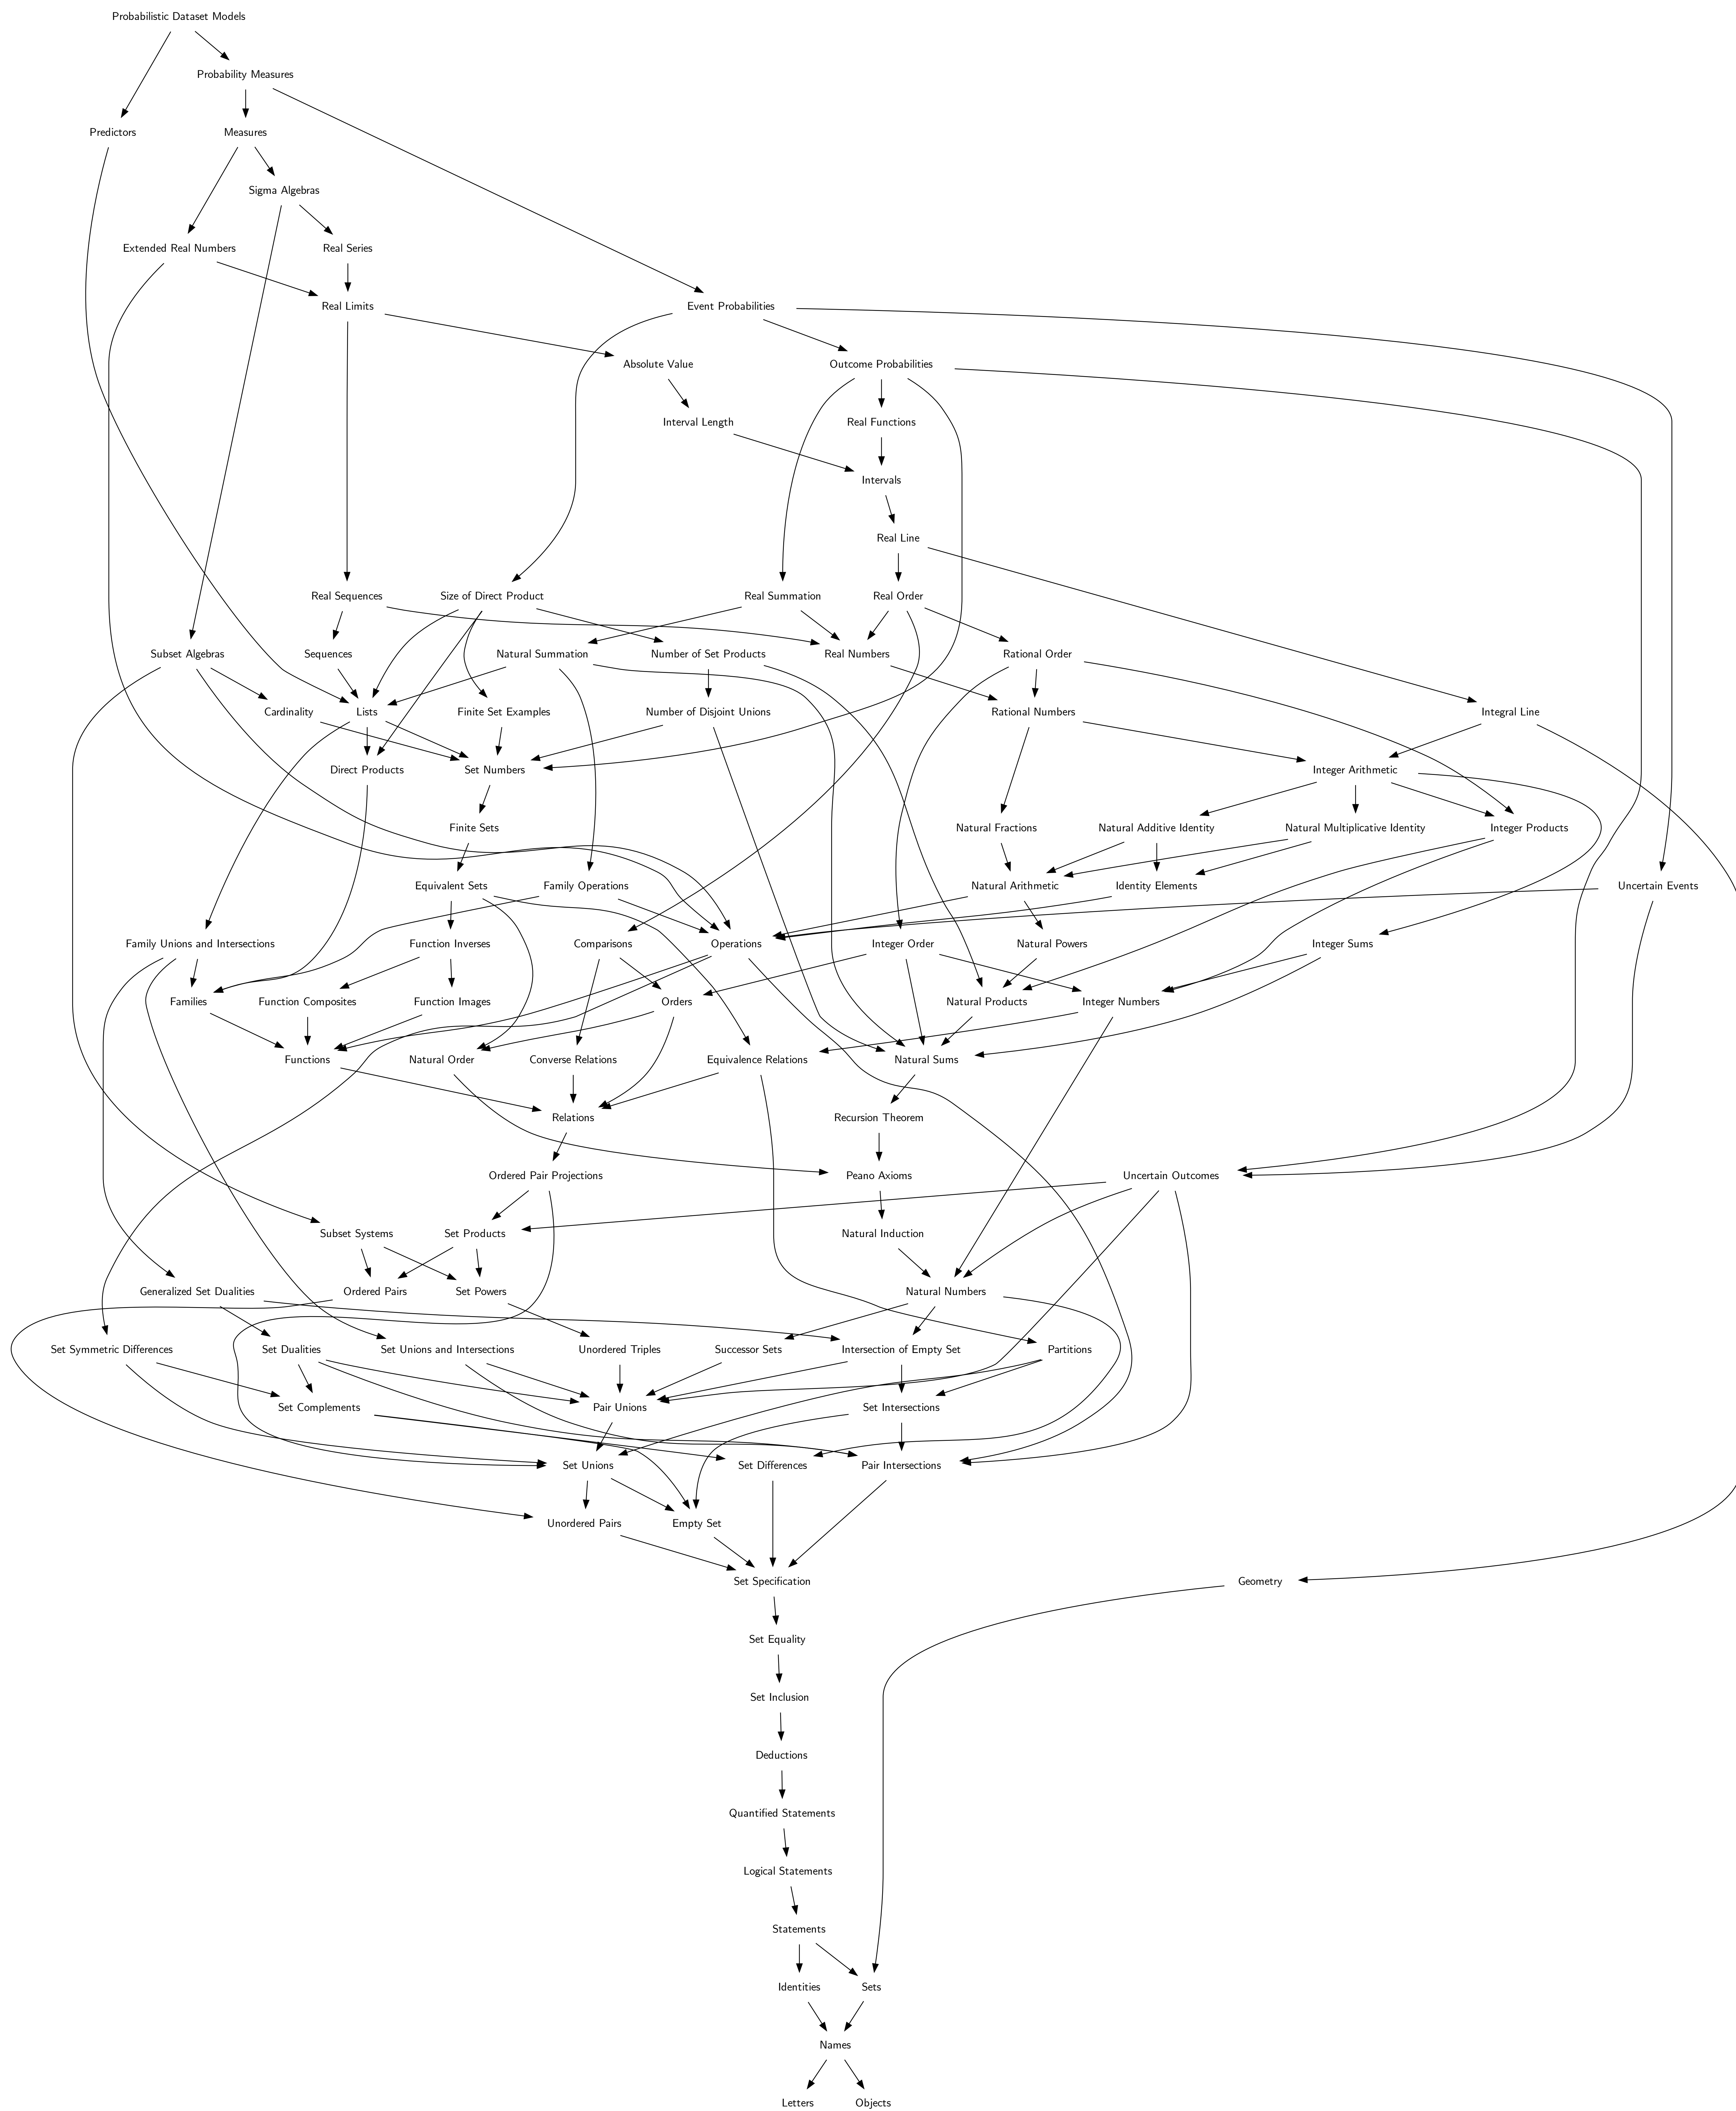 Probabilistic Dataset Models
Probability Measures
Predictors
Measures
Sigma Algebras
Extended Real Numbers
Real Series
Real Limits
Event Probabilities
Absolute Value
Outcome Probabilities
Interval Length
Real Functions
Intervals
Real Line
Real Sequences
Size of Direct Product
Real Summation
Real Order
Subset Algebras
Sequences
Natural Summation
Number of Set Products
Real Numbers
Rational Order
Cardinality
Lists
Finite Set Examples
Number of Disjoint Unions
Rational Numbers
Integral Line
Direct Products
Set Numbers
Integer Arithmetic
Finite Sets
Natural Fractions
Natural Additive Identity
Natural Multiplicative Identity
Integer Products
Equivalent Sets
Family Operations
Natural Arithmetic
Identity Elements
Uncertain Events
Family Unions and Intersections
Function Inverses
Comparisons
Operations
Integer Order
Natural Powers
Integer Sums
Families
Function Composites
Function Images
Orders
Natural Products
Integer Numbers
Functions
Natural Order
Converse Relations
Equivalence Relations
Natural Sums
Relations
Recursion Theorem
Ordered Pair Projections
Peano Axioms
Uncertain Outcomes
Subset Systems
Set Products
Natural Induction
Generalized Set Dualities
Ordered Pairs
Set Powers
Natural Numbers
Set Symmetric Differences
Set Dualities
Set Unions and Intersections
Unordered Triples
Successor Sets
Intersection of Empty Set
Partitions
Set Complements
Pair Unions
Set Intersections
Set Unions
Set Differences
Pair Intersections
Unordered Pairs
Empty Set
Set Specification
Geometry
Set Equality
Set Inclusion
Deductions
Quantified Statements
Logical Statements
Statements
Identities
Sets
Names
Letters
Objects